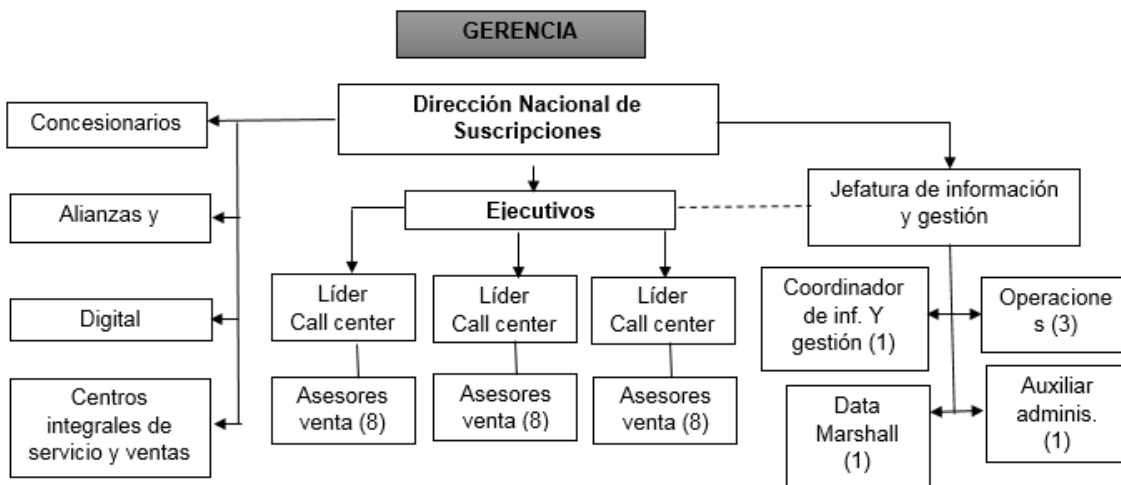 GERENCIA
Dirección Nacional de
Suscripciones
Concesionarios
Alianzas y
Digital
Centros
integrales de
servicio y ventas
Ejecutivos
Líder
Call center
Asesores
venta (8)
Líder
Call center
Asesores
venta (8)
Líder
Call center
Asesores
venta (8)
Jefatura de información
y gestión
Coordinador
de inf. Y
gestión (1)
Operacione
s (3)
Data
Marshall
(1)
Auxiliar
adminis.
(1)